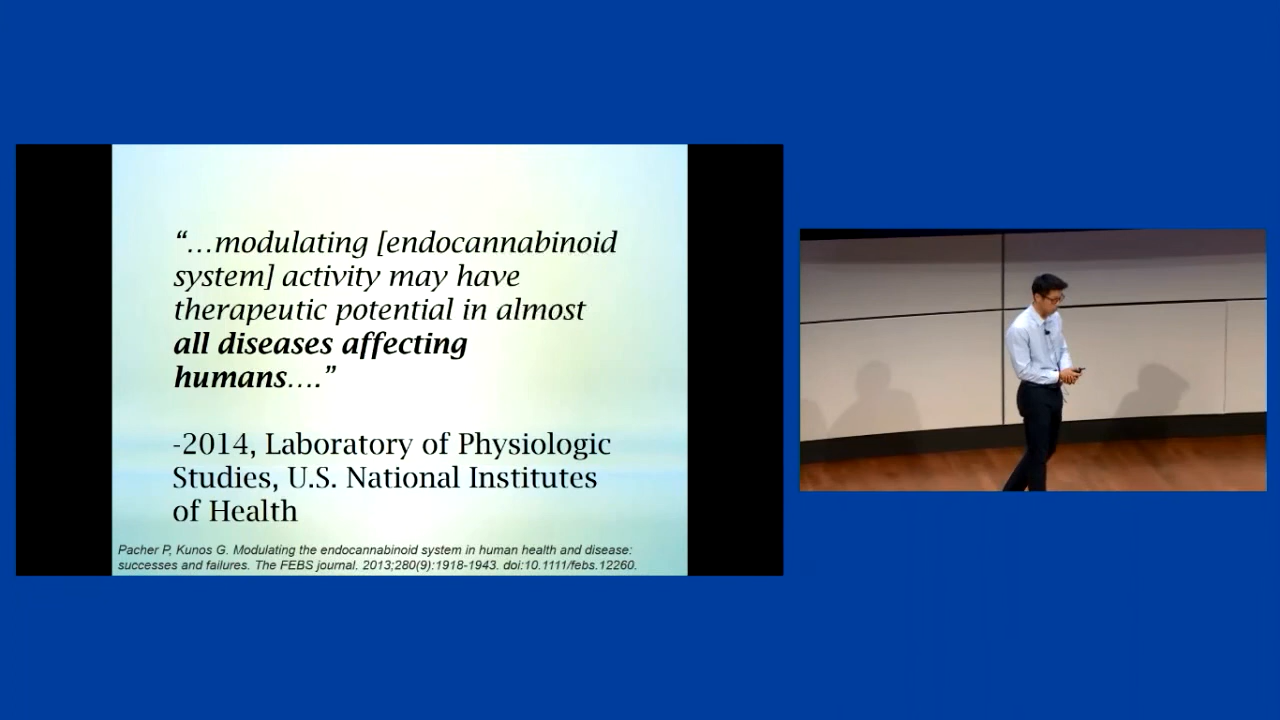 “…modulating [endocannabinoid
system] activity may have
therapeutic potential in almost
all diseases affecting
humans….”
-2014, Laboratory of Physiologic
Studies, U.S. National Institutes
of Health
Pacher P, Kunos G. Modulating the endocannabinoid system in human health and disease:
successes and failures. The FEBS journal. 2013;280(9):1918-1943. doi:10.1111/febs.12260.